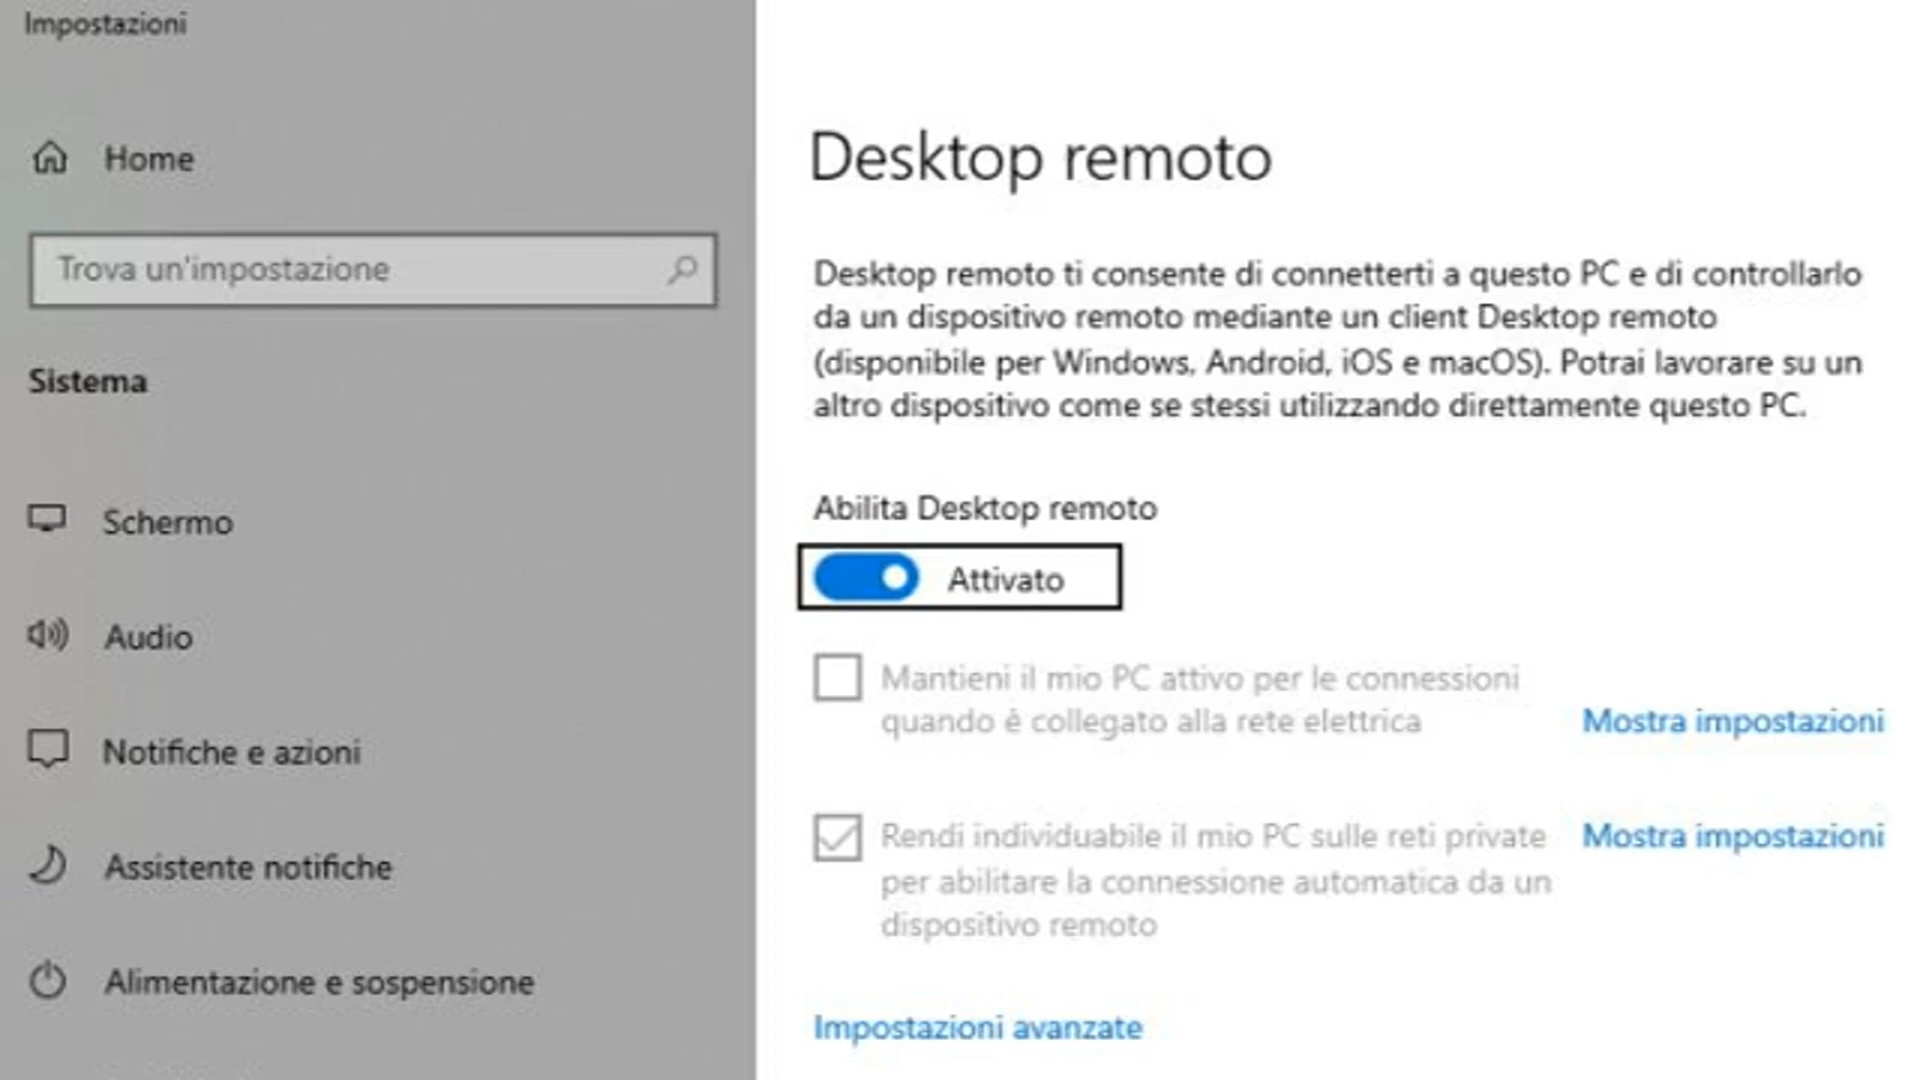 Impostazioni
Home
Trova un'impostazione
Sistema
Schermo
Audio
Notifiche e azioni
Assistente notifiche
Alimentazione e sospensione
Desktop remoto
Desktop remoto ti consente di connetterti a questo PC e di controllarlo
da un dispositivo remoto mediante un client Desktop remoto
(disponibile per Windows, Android, iOS e macOS). Potrai lavorare su un
altro dispositivo come se stessi utilizzando direttamente questo PC.
Abilita Desktop remoto
Attivato
Mantieni il mio PC attivo per le connessioni
quando è collegato alla rete elettrica
Mostra impostazioni
Rendi individuabile il mio PC sulle reti private
per abilitare la connessione automatica da un
dispositivo remoto
Mostra impostazioni
Impostazioni avanzate